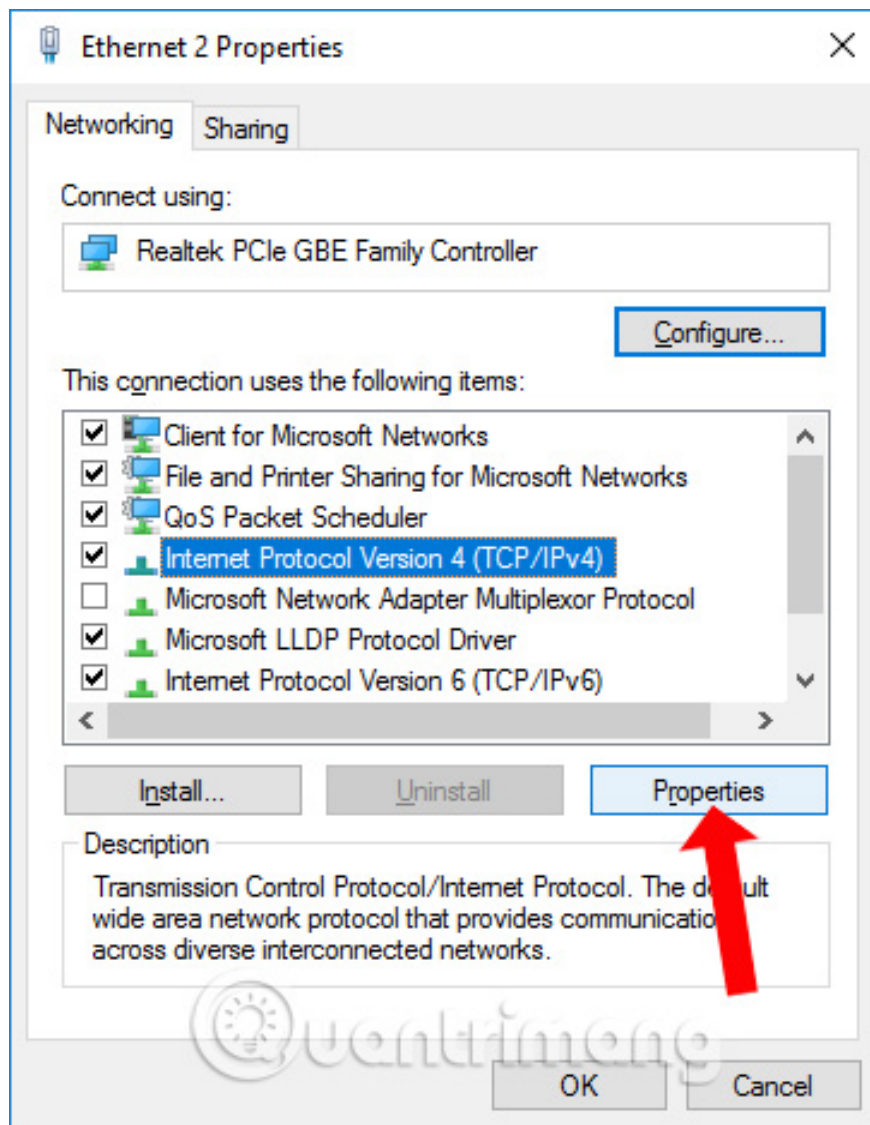 Ethernet 2 Properties
Networking
Sharing
Connect using:
Realtek PCIe GBE Family Controller
Configure...
This connection uses the following items:
Client for Microsoft Networks
File and Printer Sharing for Microsoft Networks
QoS Packet Scheduler
Internet Protocol Version 4 (TCP/IPv4)
Microsoft Network Adapter Multiplexor Protocol
Microsoft LLDP Protocol Driver
Internet Protocol Version 6 (TCP/IPv6)
Install...
Uninstall
Properties
Description
Transmission Control Protocol/Internet Protocol. The
wide area network protocol that provides
across diverse interconnected networks.
Quantrimang
OK
Cancel